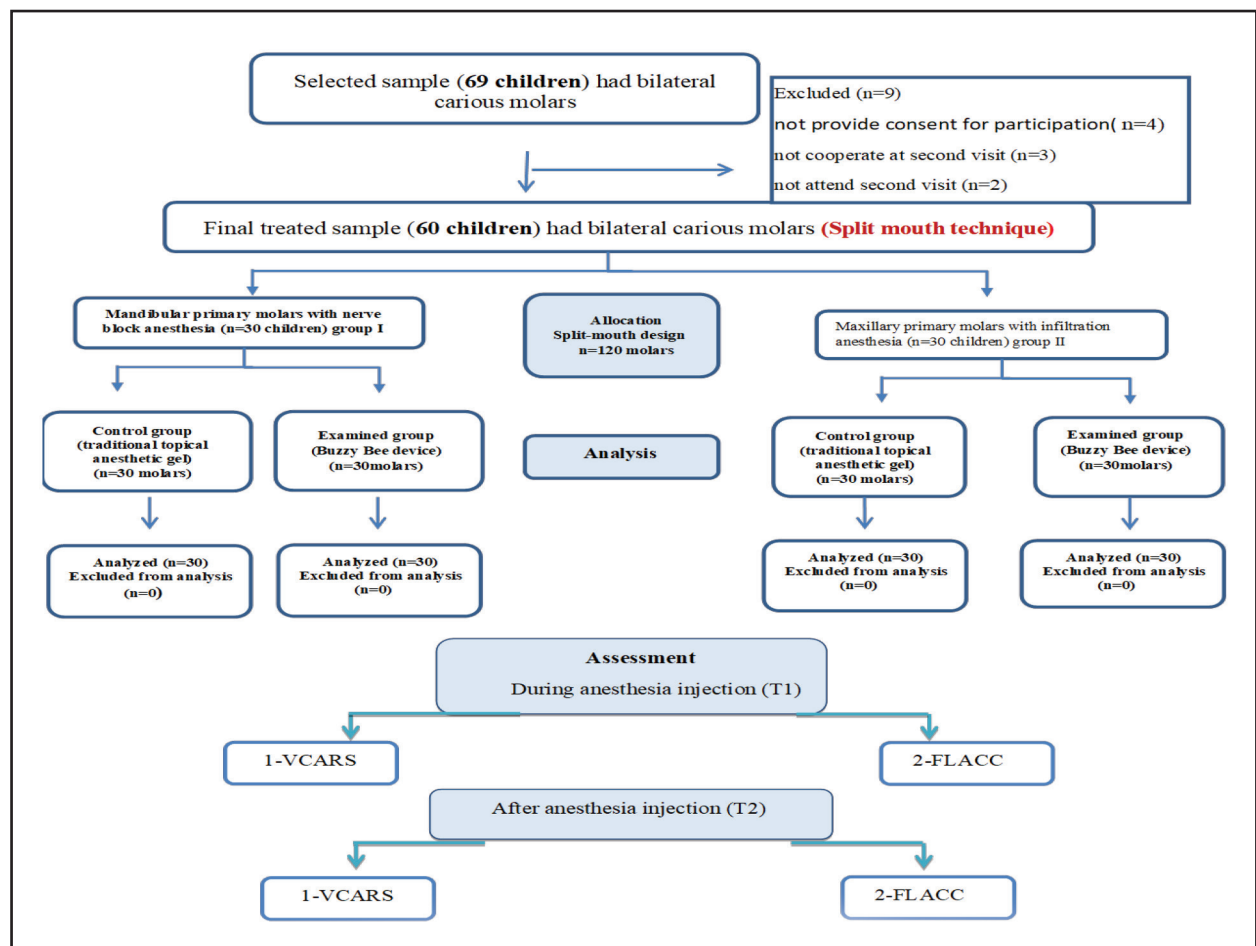 Selected sample (69 children) had bilateral
carious molars
Excluded (n=9)
not provide consent for participation( n=4)
not cooperate at second visit (n=3)
not attend second visit (n=2)
Final treated sample (60 children) had bilateral carious molars (Split mouth technique)
Mandibular primary molars with nerve
block anesthesia (n=30 children) group I
Allocation
Split-mouth design
n=120 molars
Maxillary primary molars with infiltration
anesthesia (n=30 children) group II
Control group
(traditional topical
anesthetic gel)
(n=30 molars)
Examined group
(Buzzy Bee device)
(n=30molars)
Analysis
Control group
(traditional topical
anesthetic gel)
(n=30 molars)
Examined group
(Buzzy Bee device)
(n=30molars)
Analyzed (n=30)
Excluded from analysis
(n=0)
Analyzed (n=30)
Excluded from analysis
(n=0)
Analyzed (n=30)
Excluded from analysis
(n=0)
Analyzed (n=30)
Excluded from analysis
(n=0)
Assessment
During anesthesia injection (T1)
1-VCARS
2-FLACC
After anesthesia injection (T2)
1-VCARS
2-FLACC